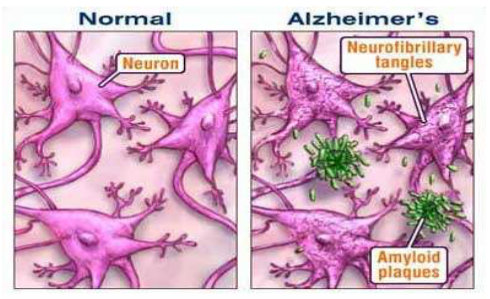 Normal
Alzheimer's
Neuron
Neurofibrillary
tangles
Amyloid
plaques